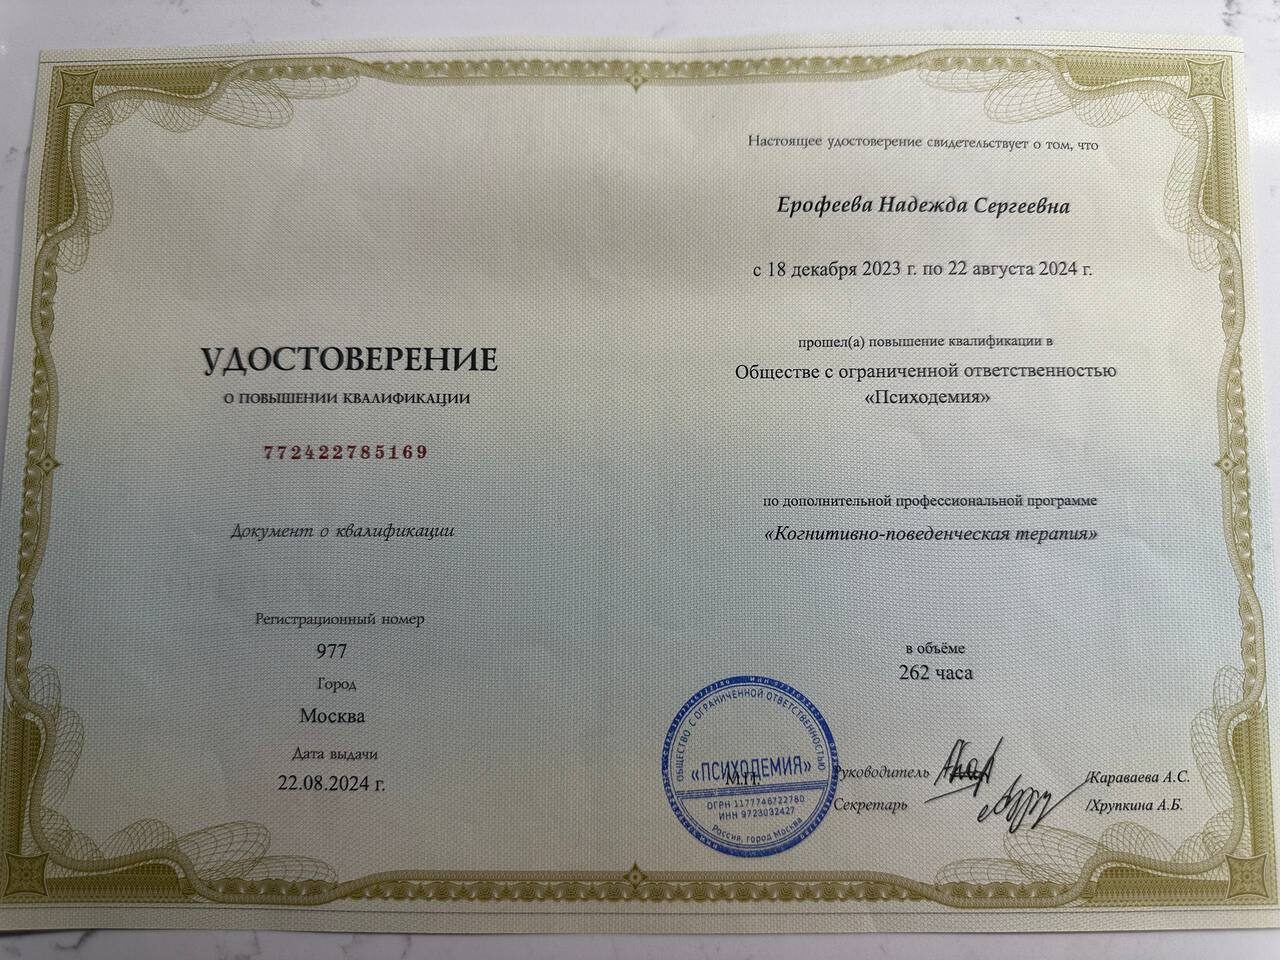 УДОСТОВЕРЕНИЕ
О ПОВЫШЕНИИ КВАЛИФИКАЦИИ
772422785169
Документ о квалификации
Регистрационный номер
977
Город
Москва
Дата выдачи
22.08.2024 г.
Настоящее удостоверение свидетельствует о том, что
Ерофеева Надежда Сергеевна
с 18 декабря 2023 г. по 22 августа 2024 г.
прошел(а) повышение квалификации в
Обществе с ограниченной ответственностью
«Психодемия»
по дополнительной профессиональной программе
«Когнитивно-поведенческая терапия»
в объёме
262 часа
ОБЩЕСТВО С ОГРАНИЧЕННОЙ ОТВЕТСТВЕННОСТЬЮ
«ПСИХОДЕМИЯ»
М.П.
ОГРН 1177746722780
ИНН 9723032427
Россия, город Москва
Руководитель /Караваева А.С.
Секретарь /Хрупкина А.Б.